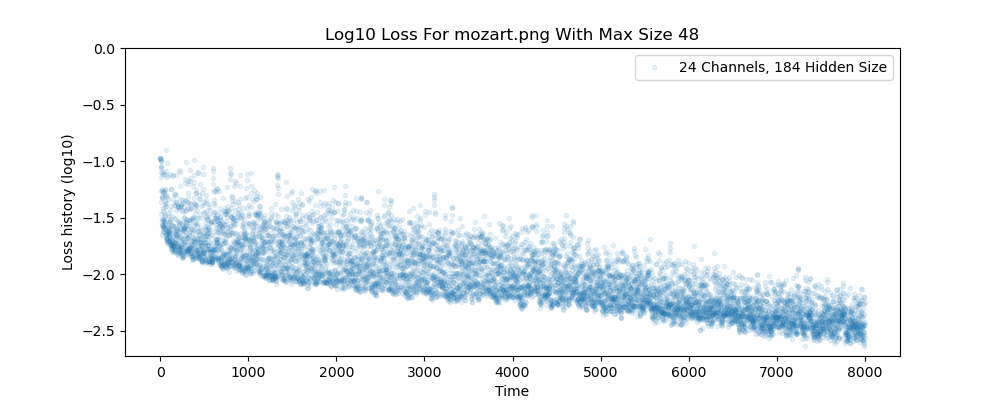 Log10 Loss For mozart.png With Max Size 48
24 Channels, 184 Hidden Size
Loss history (log10)
0.0
−0.5
−1.0
−1.5
−2.0
−2.5
0 1000 2000 3000 4000 5000 6000 7000 8000
Time